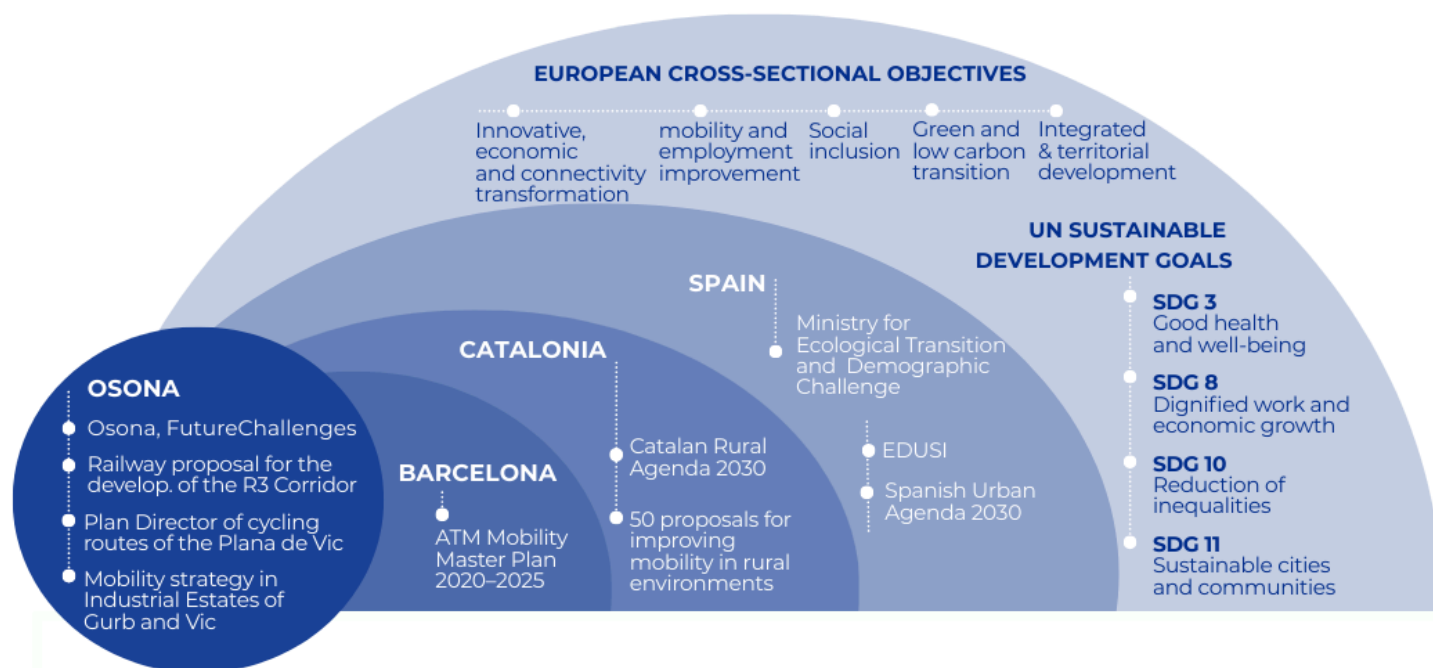 EUROPEAN CROSS-SECTIONAL OBJECTIVES
Innovative,
economic
and connectivity
transformation
mobility and
employment
improvement
Social
inclusion
Green and
low carbon
transition
Integrated
& territorial
development
UN SUSTAINABLE
DEVELOPMENT GOALS
SDG 3
Good health
and well-being
SDG 8
Dignified work and
economic growth
SDG 10
Reduction of
inequalities
SDG 11
Sustainable cities
and communities
SPAIN
Ministry for
Ecological Transition
and Demographic
Challenge
EDUSI
Spanish Urban
Agenda 2030
CATALONIA
Catalan Rural
Agenda 2030
50 proposals for
improving
mobility in rural
environments
BARCELONA
ATM Mobility
Master Plan
2020–2025
OSONA
Osona, FutureChallenges
Railway proposal for the
develop. of the R3 Corridor
Plan Director of cycling
routes of the Plana de Vic
Mobility strategy in
Industrial Estates of
Gurb and Vic